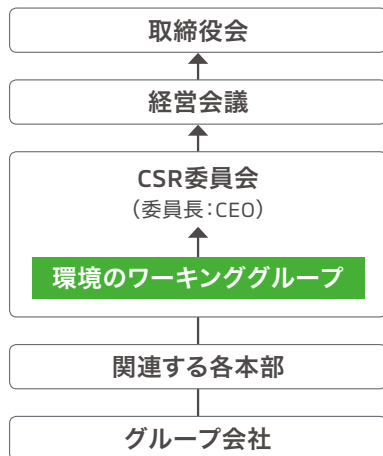 取締役会
経営会議
CSR委員会
（委員長：CEO）
環境のワーキンググループ
関連する各本部
グループ会社